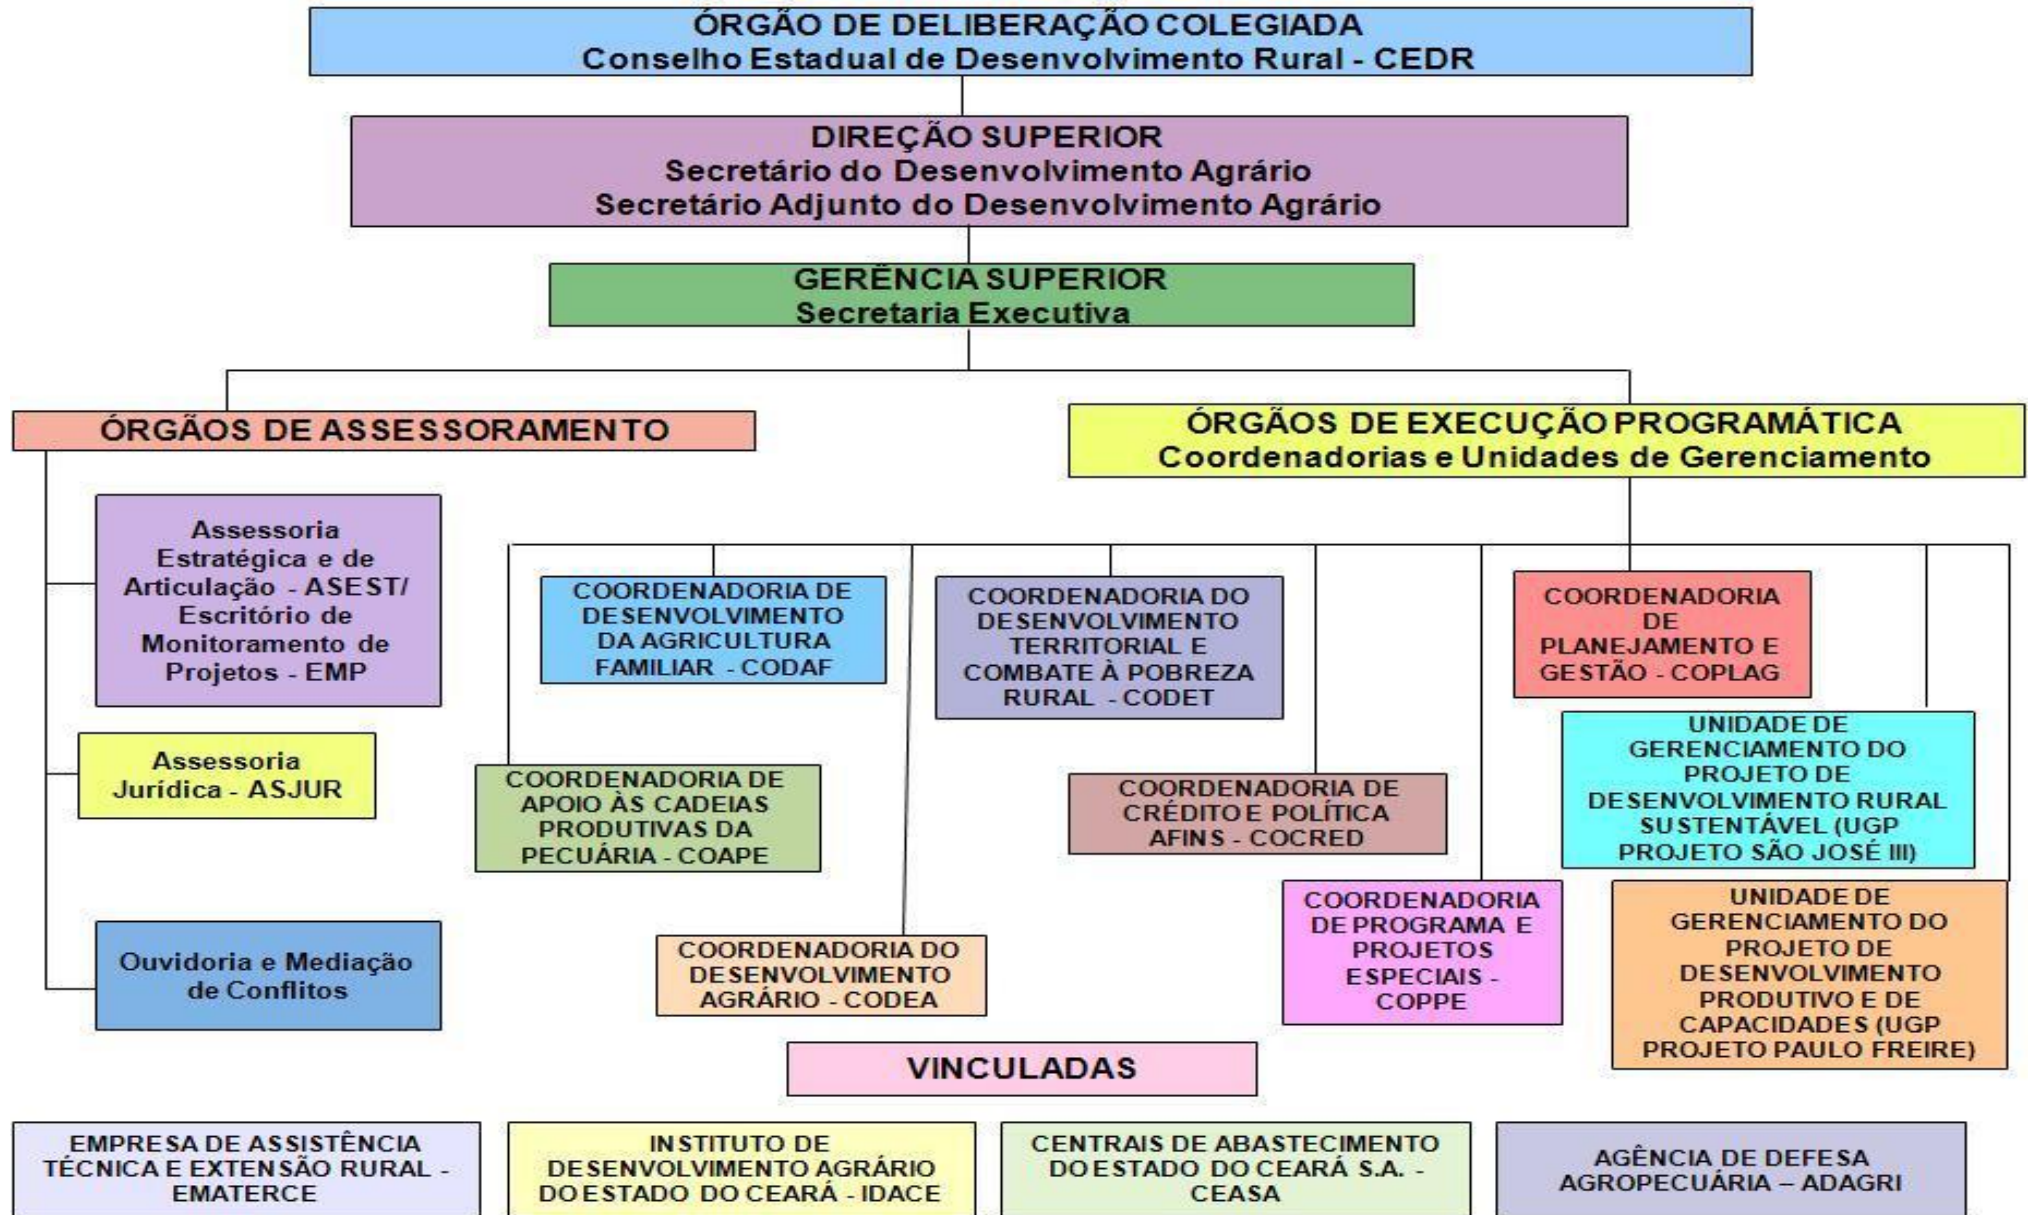 ÓRGÃO DE DELIBERAÇÃO COLEGIADA
Conselho Estadual de Desenvolvimento Rural - CEDR
DIREÇÃO SUPERIOR
Secretário do Desenvolvimento Agrário
Secretário Adjunto do Desenvolvimento Agrário
GERÊNCIA SUPERIOR
Secretaria Executiva
ÓRGÃOS DE ASSESSORAMENTO
ÓRGÃOS DE EXECUÇÃO PROGRAMÁTICA
Coordenadorias e Unidades de Gerenciamento
Assessoria
Estratégica e de
Articulação - ASEST/
Escritório de
Monitoramento de
Projetos - EMP
Assessoria
Jurídica - ASJUR
Ouvidoria e Mediação
de Conflitos
COORDENADORIA DE
DESENVOLVIMENTO
DA AGRICULTURA
FAMILIAR - CODAF
COORDENADORIA DO
DESENVOLVIMENTO
TERRITORIAL E
COMBATE À POBREZA
RURAL - CODET
COORDENADORIA
DE
PLANEJAMENTO E
GESTÃO - COPLAG
COORDENADORIA DE
APOIO ÀS CADEIAS
PRODUTIVAS DA
PECUÁRIA - COAPE
COORDENADORIA DE
CRÉDITO E POLÍTICA
AFINS - COCRED
UNIDADE DE
GERENCIAMENTO DO
PROJETO DE
DESENVOLVIMENTO RURAL
SUSTENTÁVEL (UGP
PROJETO SÃO JOSÉ III)
COORDENADORIA DO
DESENVOLVIMENTO
AGRÁRIO - CODEA
COORDENADORIA
DE PROGRAMA E
PROJETOS
ESPECIAIS -
COPPE
UNIDADE DE
GERENCIAMENTO DO
PROJETO DE
DESENVOLVIMENTO
PRODUTIVO E DE
CAPACIDADES (UGP
PROJETO PAULO FREIRE)
VINCULADAS
EMPRESA DE ASSISTÊNCIA
TÉCNICA E EXTENSÃO RURAL -
EMATERCE
INSTITUTO DE
DESENVOLVIMENTO AGRÁRIO
DO ESTADO DO CEARÁ - IDACE
CENTRAIS DE ABASTECIMENTO
DO ESTADO DO CEARÁ S.A. -
CEASA
AGÊNCIA DE DEFESA
AGROPECUÁRIA – ADAGRI